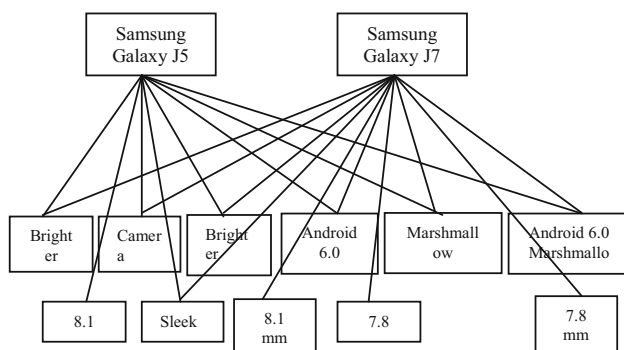 Samsung
Galaxy J5
Samsung
Galaxy J7
Bright
er
Camer
a
Bright
er
Android
6.0
Marshmall
ow
Android 6.0
Marshmallo
8.1
Sleek
8.1
mm
7.8
7.8
mm